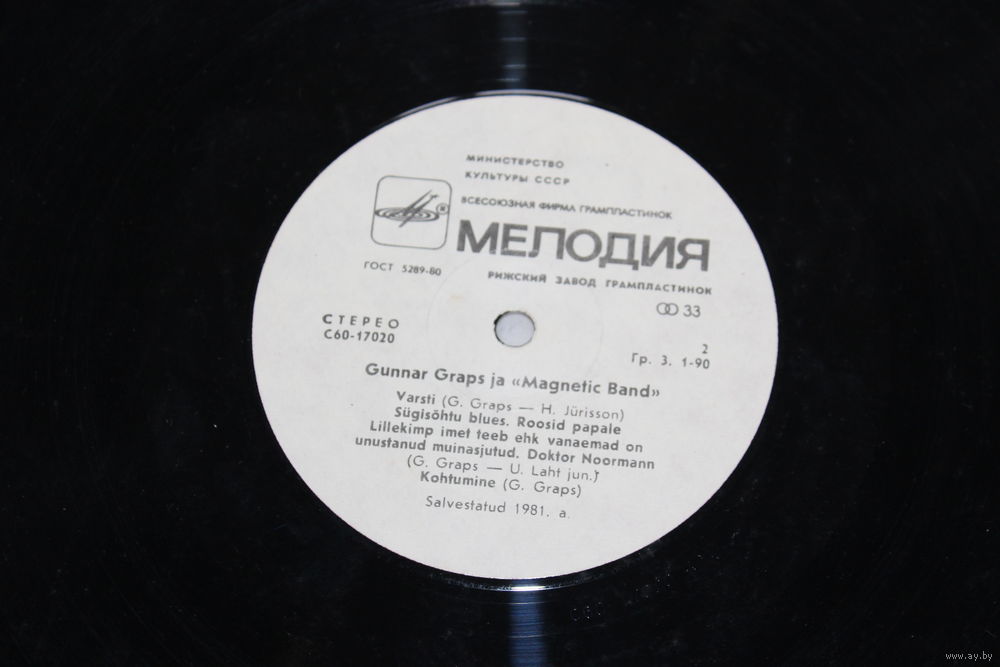 МИНИСТЕРСТВО
КУЛЬТУРЫ СССР
ВСЕСОЮЗНАЯ ФИРМА ГРАМПЛАСТИНОК
®
МЕЛОДИЯ
ГОСТ 5289-80
РИЖСКИЙ ЗАВОД ГРАМПЛАСТИНОК
33
СТЕРЕО
С60-17020
2
Гр. 3. 1-90
Gunnar Graps ja «Magnetic Band»
Varsti (G. Graps — H. Jürisson)
Sügisõhtu blues. Roosid papale
Lillekimp imet teeb ehk vanaemad on
unustanud muinasjutud. Doktor Noormann
(G. Graps — U. Laht jun.)
Kohtumine (G. Graps)
Salvestatud 1981. a.
www.ay.by